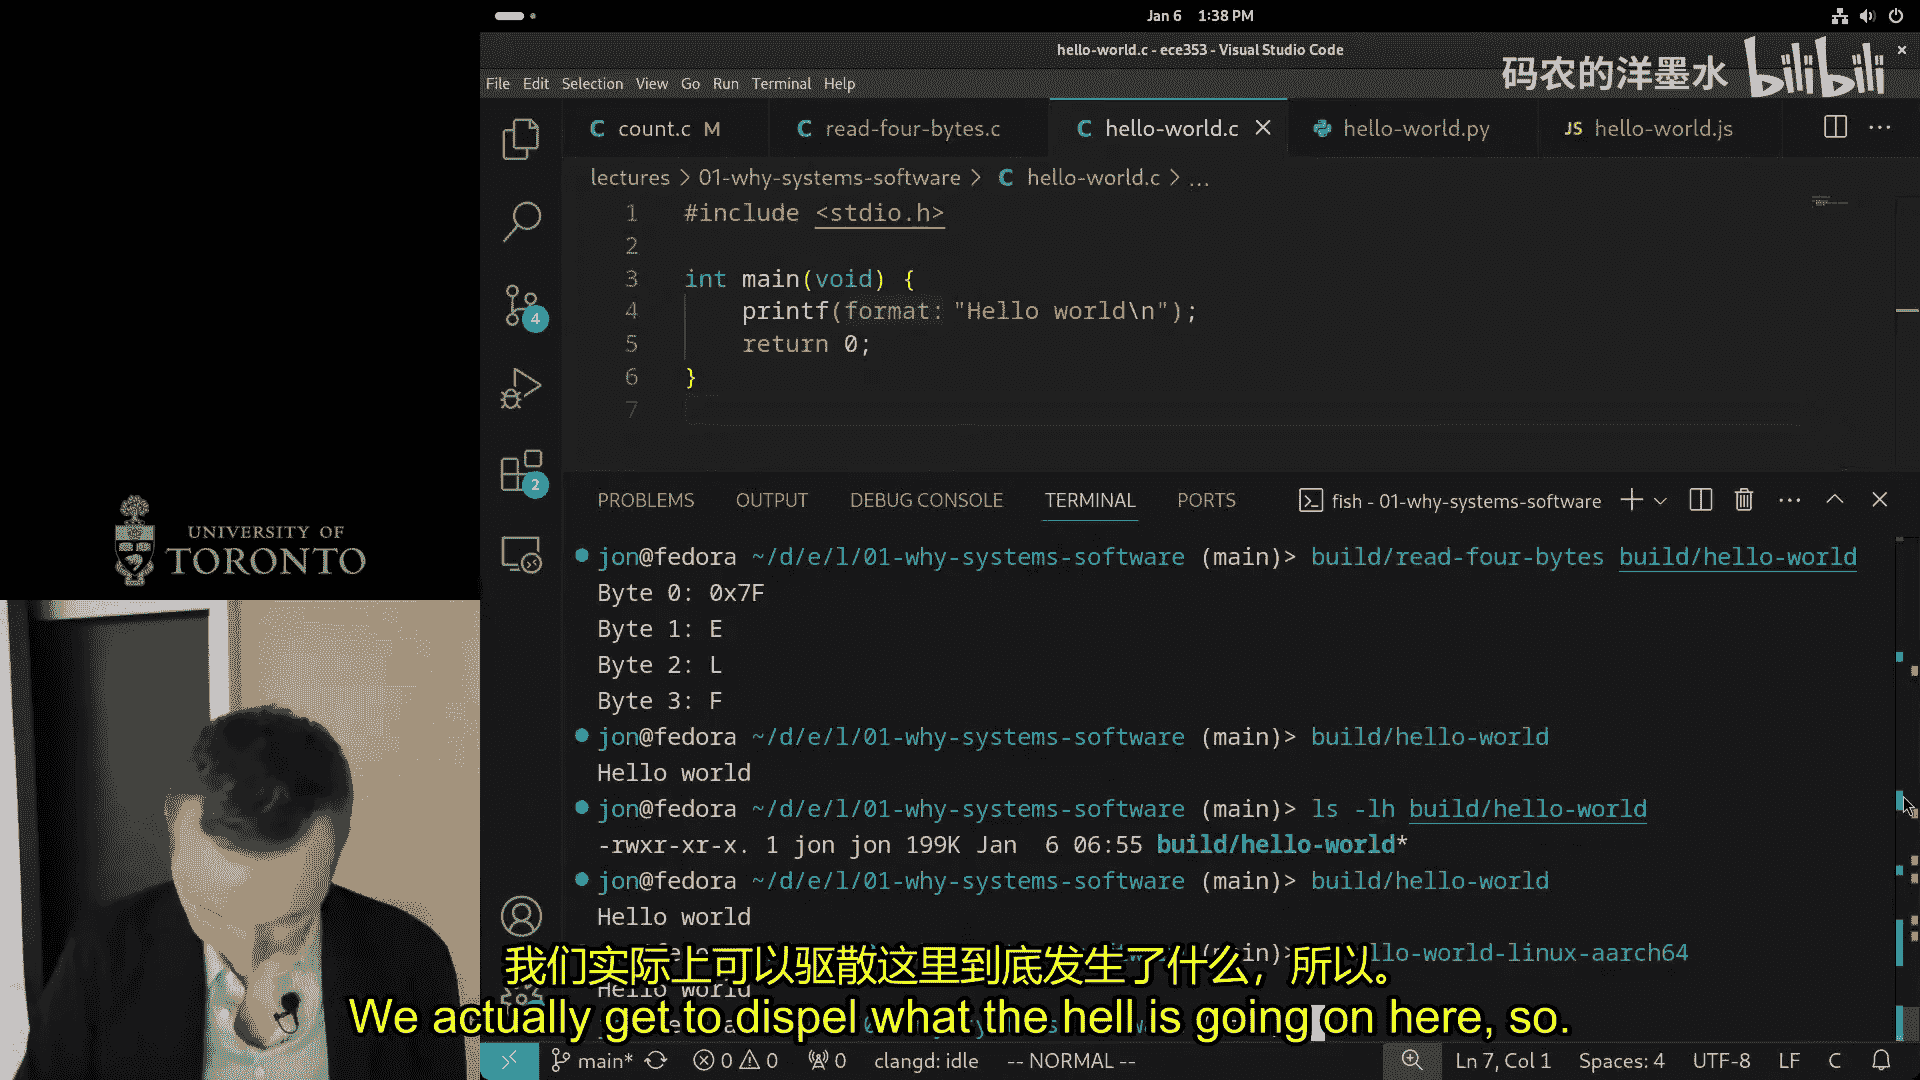 Jan 6 1:38 PM
hello-world.c - ece353 - Visual Studio Code
码农的洋墨水 bilibili
File Edit Selection View Go Run Terminal Help
C count.c M
C read-four-bytes.c
C hello-world.c
hello-world.py
JS hello-world.js
lectures > 01-why-systems-software > C hello-world.c > ...
1 #include <stdio.h>
2
3 int main(void) {
4 printf(format: "Hello world\n");
5 return 0;
6 }
7
4
2
UNIVERSITY OF
TORONTO
PROBLEMS OUTPUT DEBUG CONSOLE TERMINAL PORTS
fish - 01-why-systems-software
jon@fedora ~/d/e/l/01-why-systems-software (main)> build/read-four-bytes build/hello-world
Byte 0: 0x7F
Byte 1: E
Byte 2: L
Byte 3: F
jon@fedora ~/d/e/l/01-why-systems-software (main)> build/hello-world
Hello world
jon@fedora ~/d/e/l/01-why-systems-software (main)> ls -lh build/hello-world
-rwxr-xr-x. 1 jon jon 199K Jan 6 06:55 build/hello-world*
jon@fedora ~/d/e/l/01-why-systems-software (main)> build/hello-world
Hello world
llo-world-linux-aarch64
Hello world
我们实际上可以驱散这里到底发生了什么，所以。
We actually get to dispel what the hell is going on here, so.
main* 0 0 0 clangd: idle -- NORMAL -- Ln 7, Col 1 Spaces: 4 UTF-8 LF C